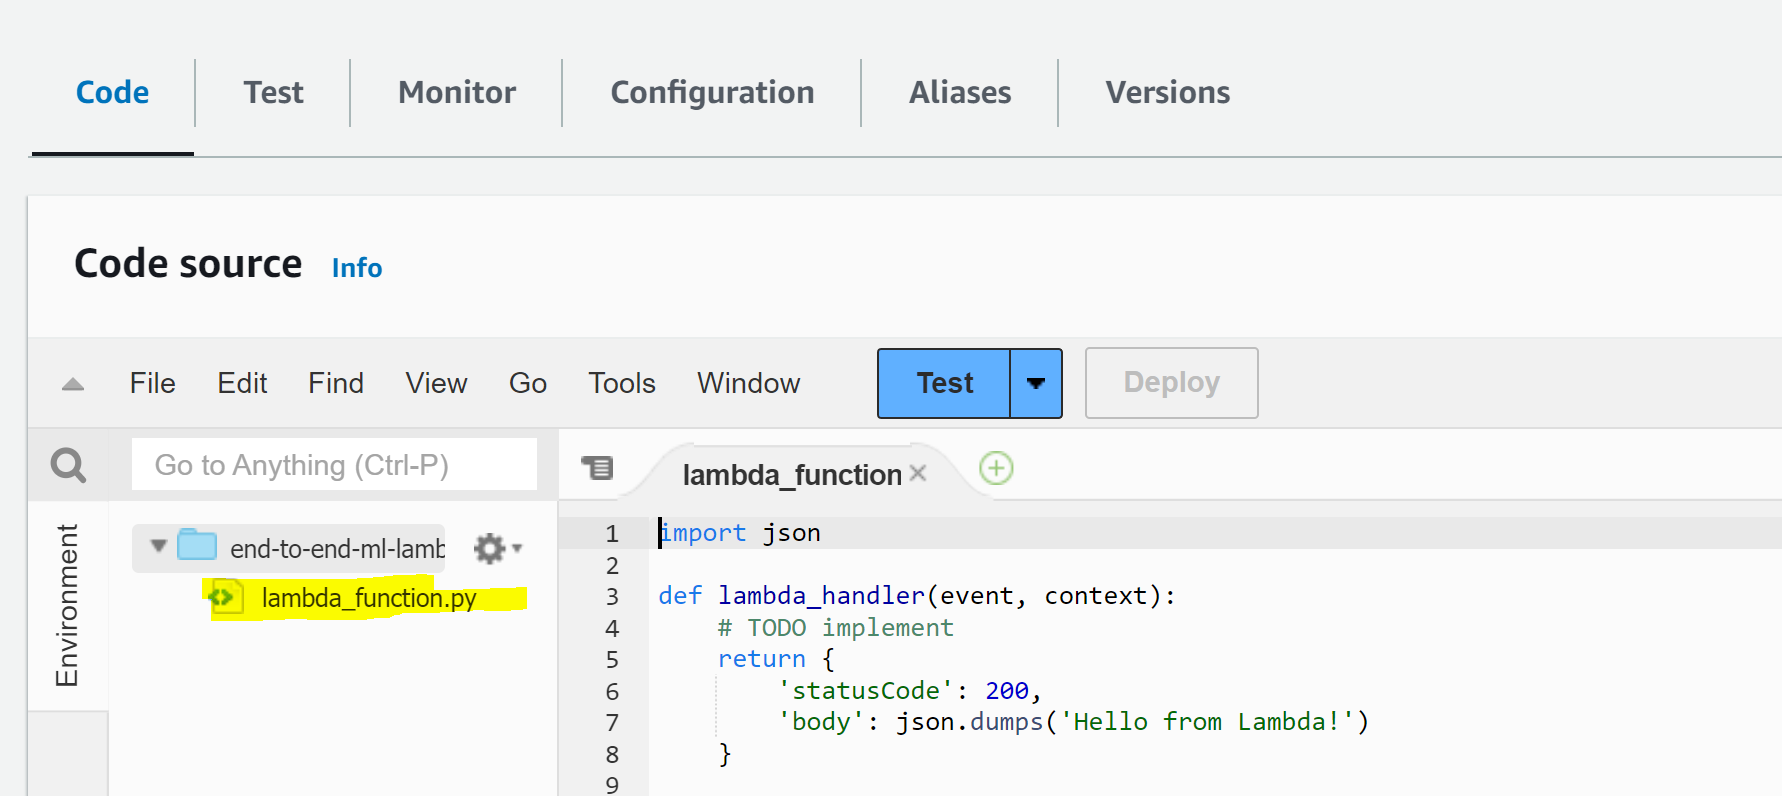 Code Test Monitor Configuration Aliases Versions
Code source Info
File Edit Find View Go Tools Window Test Deploy
Go to Anything (Ctrl-P)
Environment
end-to-end-ml-lamb
lambda_function.py
lambda_function
1 import json
2
3 def lambda_handler(event, context):
4     # TODO implement
5     return {
6         'statusCode': 200,
7         'body': json.dumps('Hello from Lambda!')
8     }
9